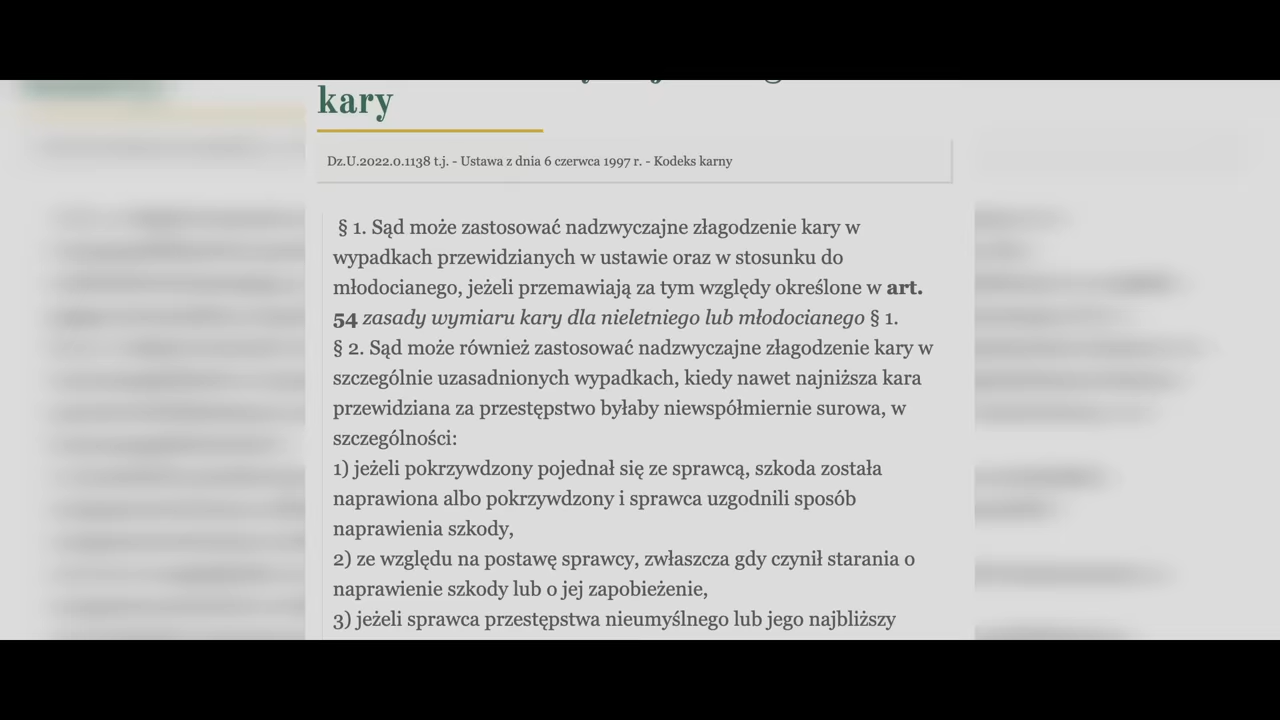 kary
Dz.U.2022.0.1138 t.j. - Ustawa z dnia 6 czerwca 1997 r. - Kodeks karny
§ 1. Sąd może zastosować nadzwyczajne złagodzenie kary w
wypadkach przewidzianych w ustawie oraz w stosunku do
młodocianego, jeżeli przemawiają za tym względy określone w art.
54 zasady wymiaru kary dla nieletniego lub młodocianego § 1.
§ 2. Sąd może również zastosować nadzwyczajne złagodzenie kary w
szczególnie uzasadnionych wypadkach, kiedy nawet najniższa kara
przewidziana za przestępstwo byłaby niewspółmiernie surowa, w
szczególności:
1) jeżeli pokrzywdzony pojednał się ze sprawcą, szkoda została
naprawiona albo pokrzywdzony i sprawca uzgodnili sposób
naprawienia szkody,
2) ze względu na postawę sprawcy, zwłaszcza gdy czynił starania o
naprawienie szkody lub o jej zapobieżenie,
3) jeżeli sprawca przestępstwa nieumyślnego lub jego najbliższy